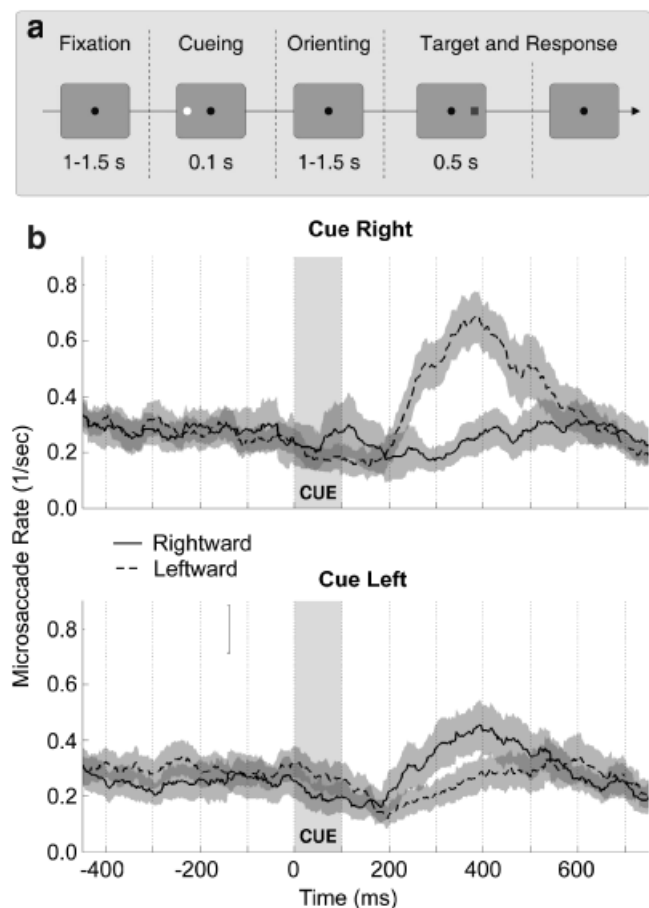 a
Fixation Cueing Orienting Target and Response
1-1.5 s 0.1 s 1-1.5 s 0.5 s
b
Cue Right
0.8
0.6
0.4
0.2
0.0
CUE
Microsaccade Rate (1/sec)
Rightward
Leftward
Cue Left
0.8
0.6
0.4
0.2
0.0
CUE
-400 -200 0 200 400 600
Time (ms)